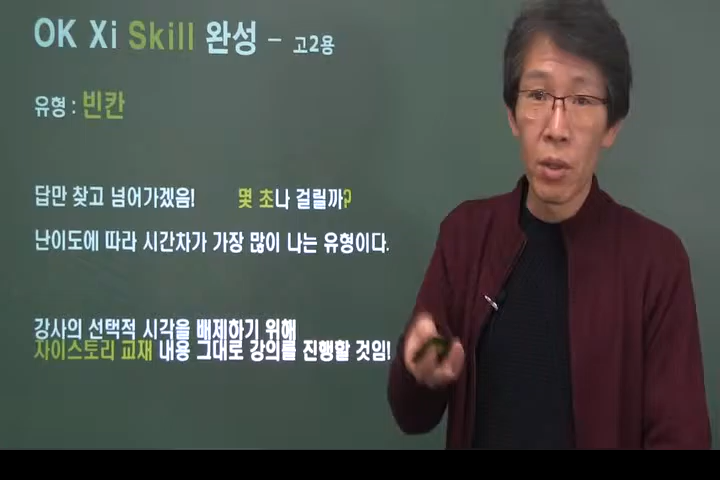 OK Xi Skill 완성 - 고2용
유형 : 빈칸
답만 찾고 넘어가겠음! 몇 초나 걸릴까?
난이도에 따라 시간차가 가장 많이 나는 유형이다.
강사의 선택적 시각을 배제하기 위해
자이스토리 교재 내용 그대로 강의를 진행할 것임!